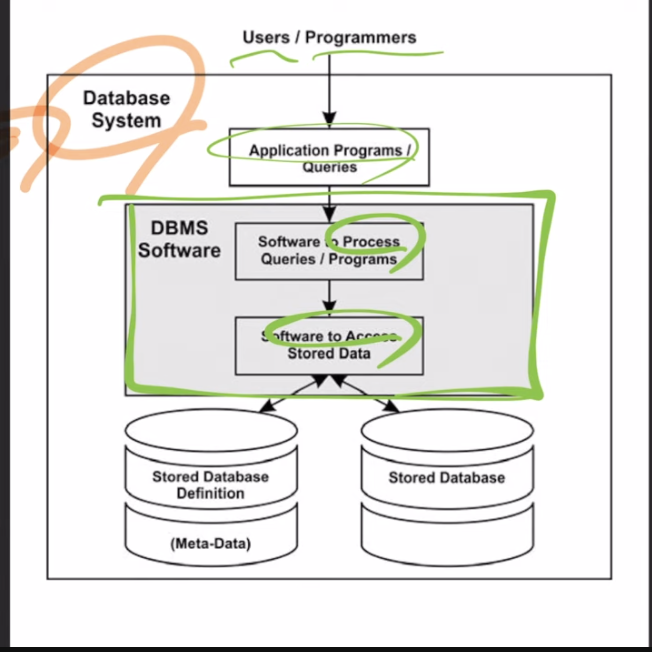 Users / Programmers
Database
System
Application Programs /
Queries
DBMS
Software
Software to Process
Queries / Programs
Software to Access
Stored Data
Stored Database
Definition
(Meta-Data)
Stored Database